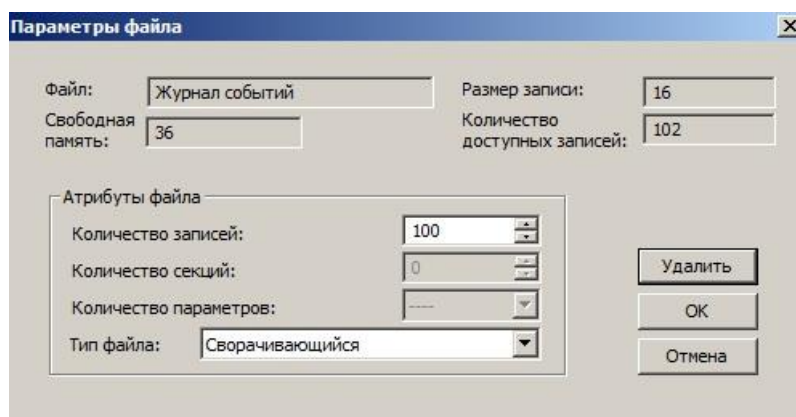 Параметры файла
Файл: Журнал событий Размер записи: 16
Свободная память: 36 Количество доступных записей: 102
Атрибуты файла
Количество записей: 100
Количество секций: 0
Количество параметров: ----
Тип файла: Сворачивающийся
Удалить
OK
Отмена